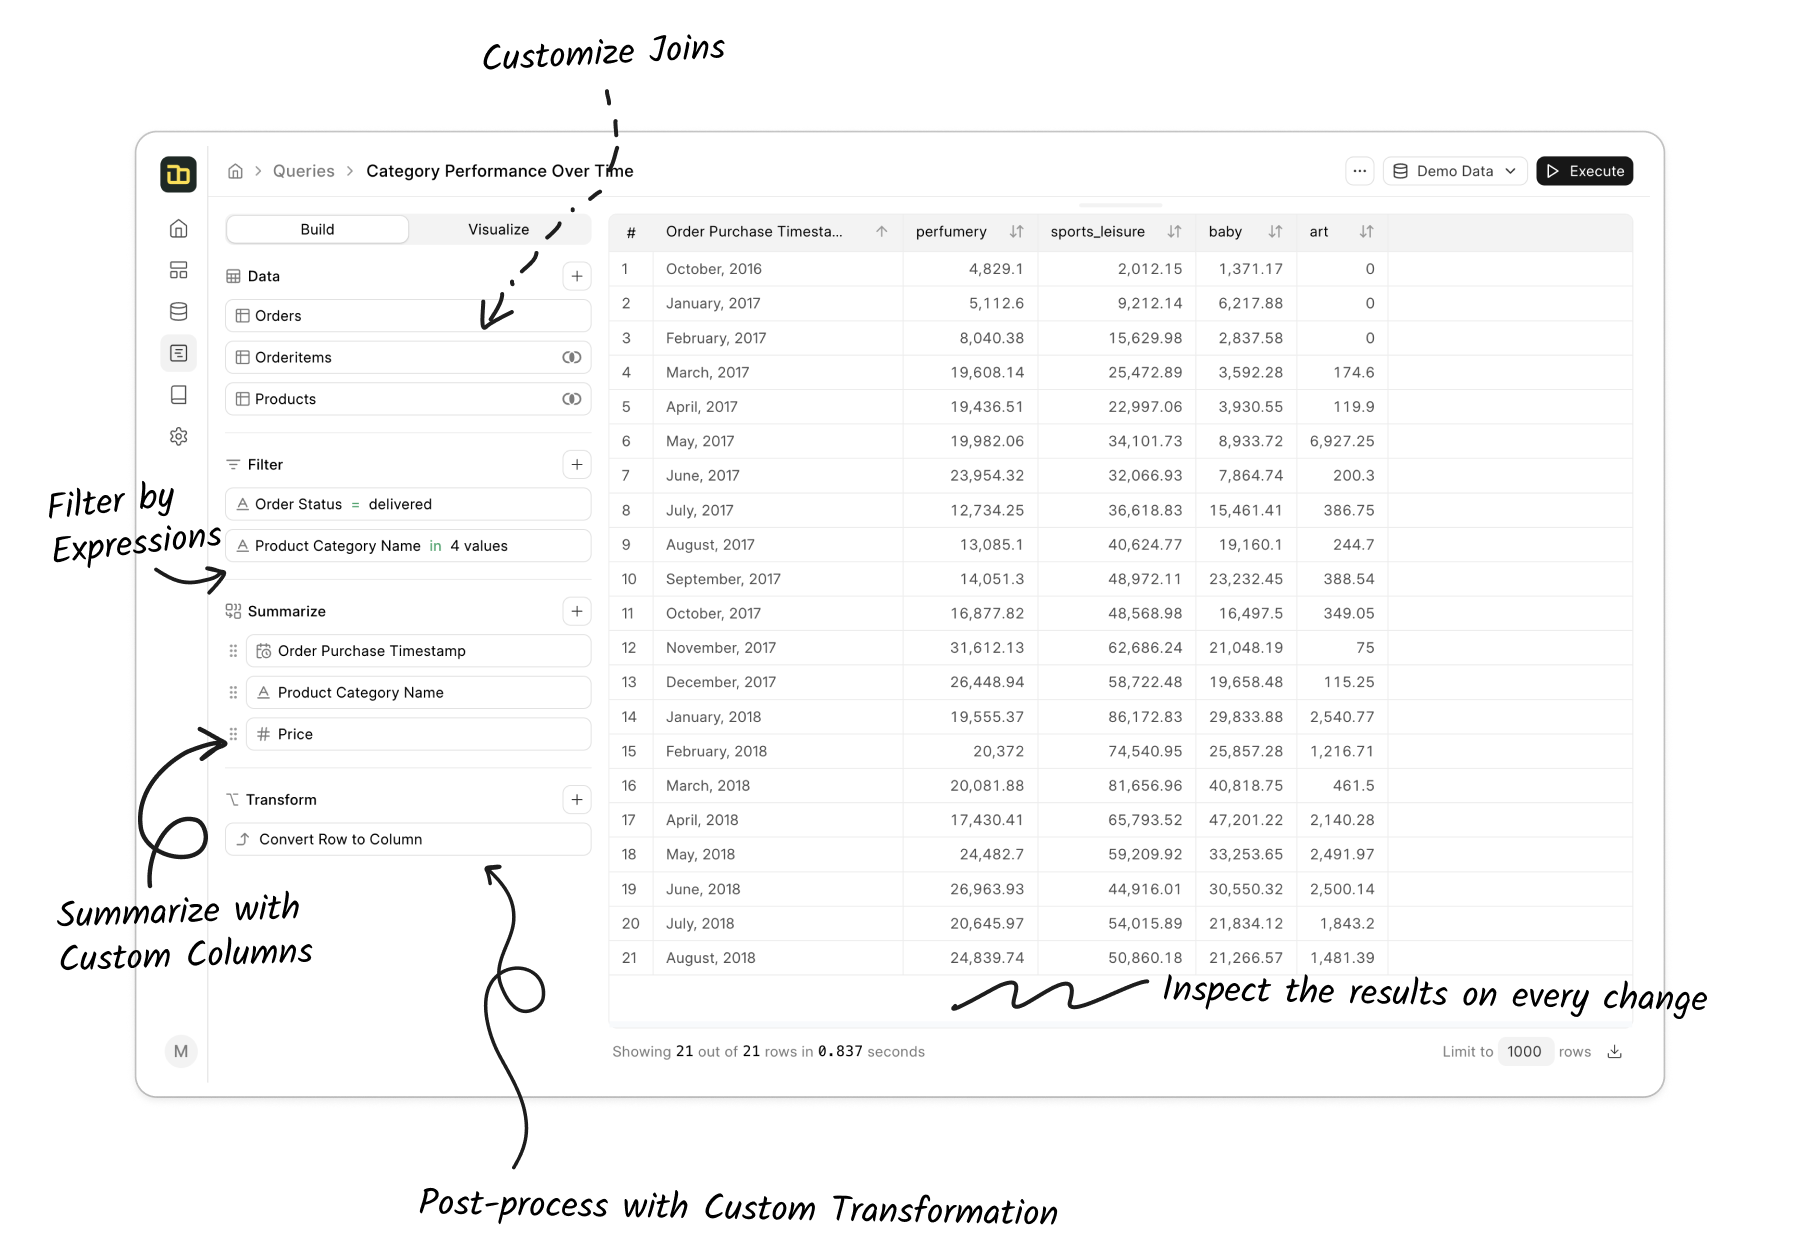 Customize Joins
Queries
Category Performance Over Time
Demo Data
Execute
Build
Visualize
Data
Orders
Orderitems
Products
Filter
Order Status = delivered
Product Category Name in 4 values
Summarize
Order Purchase Timestamp
Product Category Name
# Price
Transform
Convert Row to Column
Filter by
Expressions
Summarize with
Custom Columns
M
# Order Purchase Timesta... perfumery sports_leisure baby art
1 October, 2016 4,829.1 2,012.15 1,371.17 0
2 January, 2017 5,112.6 9,212.14 6,217.88 0
3 February, 2017 8,040.38 15,629.98 2,837.58 0
4 March, 2017 19,608.14 25,472.89 3,592.28 174.6
5 April, 2017 19,436.51 22,997.06 3,930.55 119.9
6 May, 2017 19,982.06 34,101.73 8,933.72 6,927.25
7 June, 2017 23,954.32 32,066.93 7,864.74 200.3
8 July, 2017 12,734.25 36,618.83 15,461.41 386.75
9 August, 2017 13,085.1 40,624.77 19,160.1 244.7
10 September, 2017 14,051.3 48,972.11 23,232.45 388.54
11 October, 2017 16,877.82 48,568.98 16,497.5 349.05
12 November, 2017 31,612.13 62,686.24 21,048.19 75
13 December, 2017 26,448.94 58,722.48 19,658.48 115.25
14 January, 2018 19,555.37 86,172.83 29,833.88 2,540.77
15 February, 2018 20,372 74,540.95 25,857.28 1,216.71
16 March, 2018 20,081.88 81,656.96 40,818.75 461.5
17 April, 2018 17,430.41 65,793.52 47,201.22 2,140.28
18 May, 2018 24,482.7 59,209.92 33,253.65 2,491.97
19 June, 2018 26,963.93 44,916.01 30,550.32 2,500.14
20 July, 2018 20,645.97 54,015.89 21,834.12 1,843.2
21 August, 2018 24,839.74 50,860.18 21,266.57 1,481.39
Inspect the results on every change
Showing 21 out of 21 rows in 0.837 seconds
Limit to 1000 rows
Post-process with Custom Transformation